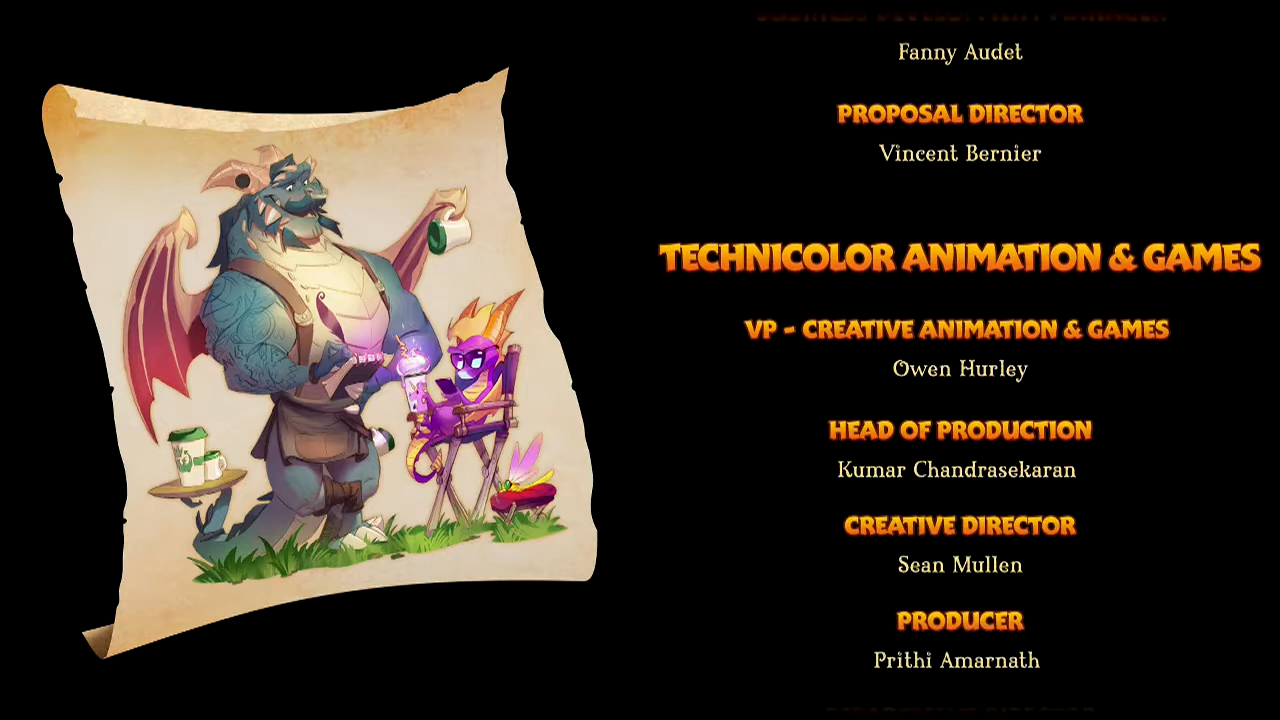 Fanny Audet
PROPOSAL DIRECTOR
Vincent Bernier
TECHNICOLOR ANIMATION & GAMES
VP - CREATIVE ANIMATION & GAMES
Owen Hurley
HEAD OF PRODUCTION
Kumar Chandrasekaran
CREATIVE DIRECTOR
Sean Mullen
PRODUCER
Prithi Amarnath